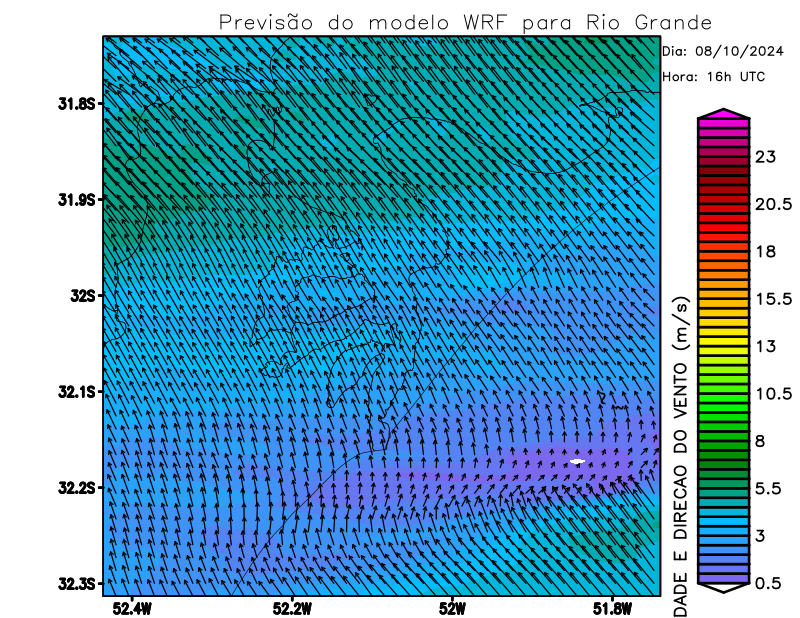 Previsão do modelo WRF para Rio Grande
Dia: 08/10/2024
Hora: 16h UTC
31.8S
31.9S
32S
32.1S
32.2S
32.3S
52.4W
52.2W
52W
51.8W
DADE E DIRECAO DO VENTO (m/s)
23
20.5
18
15.5
13
10.5
8
5.5
3
0.5